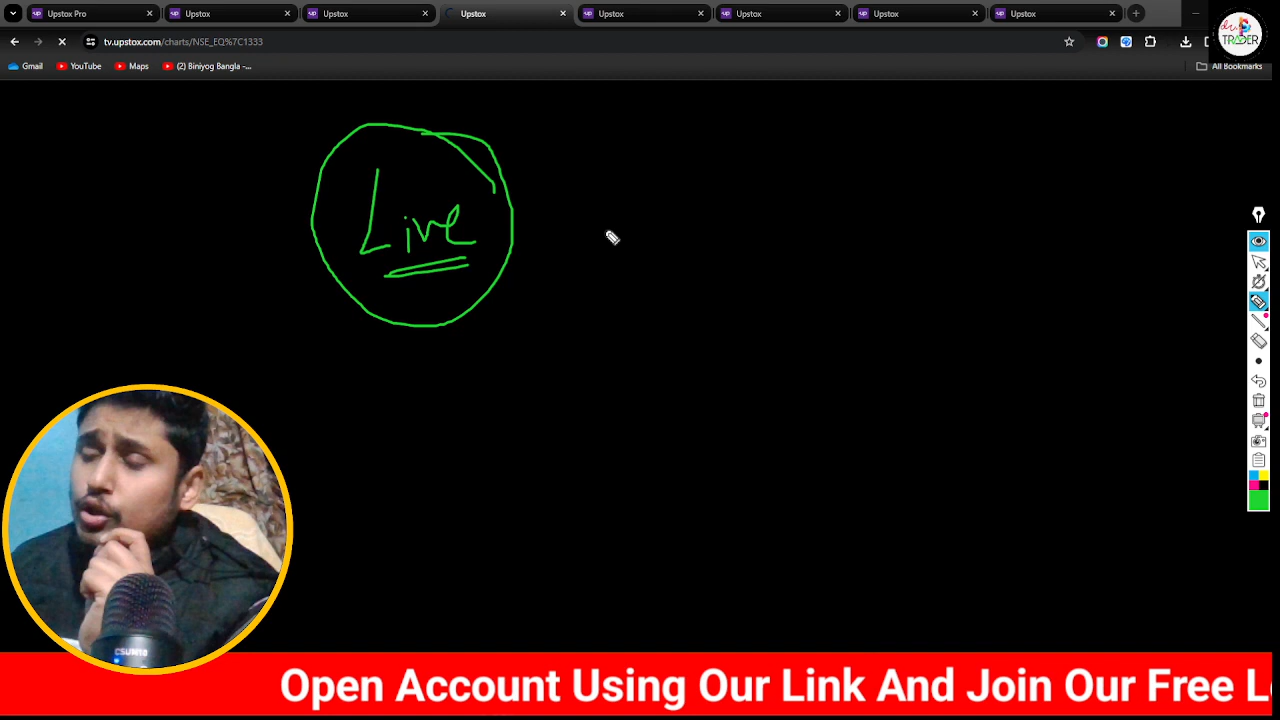 Upstox Pro
Upstox
Upstox
Upstox
Upstox
Upstox
Upstox
Upstox
tv.upstox.com/charts/NSE_EQ%7C1333
Gmail
YouTube
Maps
(2) Biniyog Bangla -...
All Bookmarks
TRADER
Live
Open Account Using Our Link And Join Our Free L